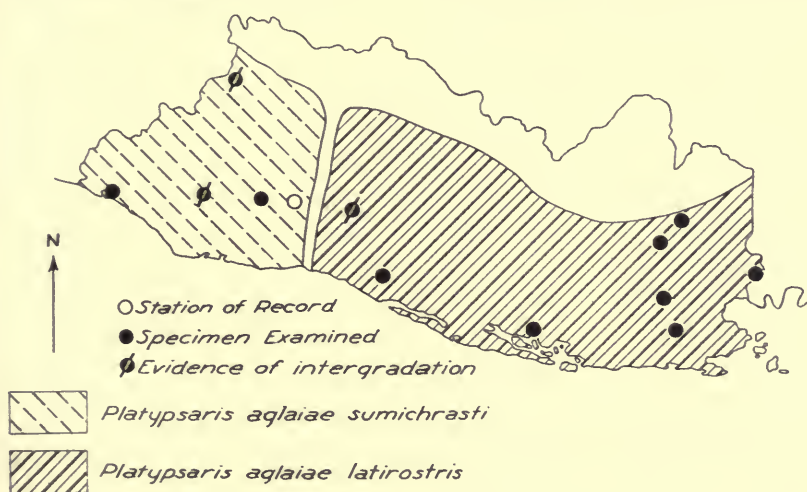 N
Station of Record
Specimen Examined
Evidence of intergradation
Platypsaris aglaiae sumichrasti
Platypsaris aglaiae latirostris